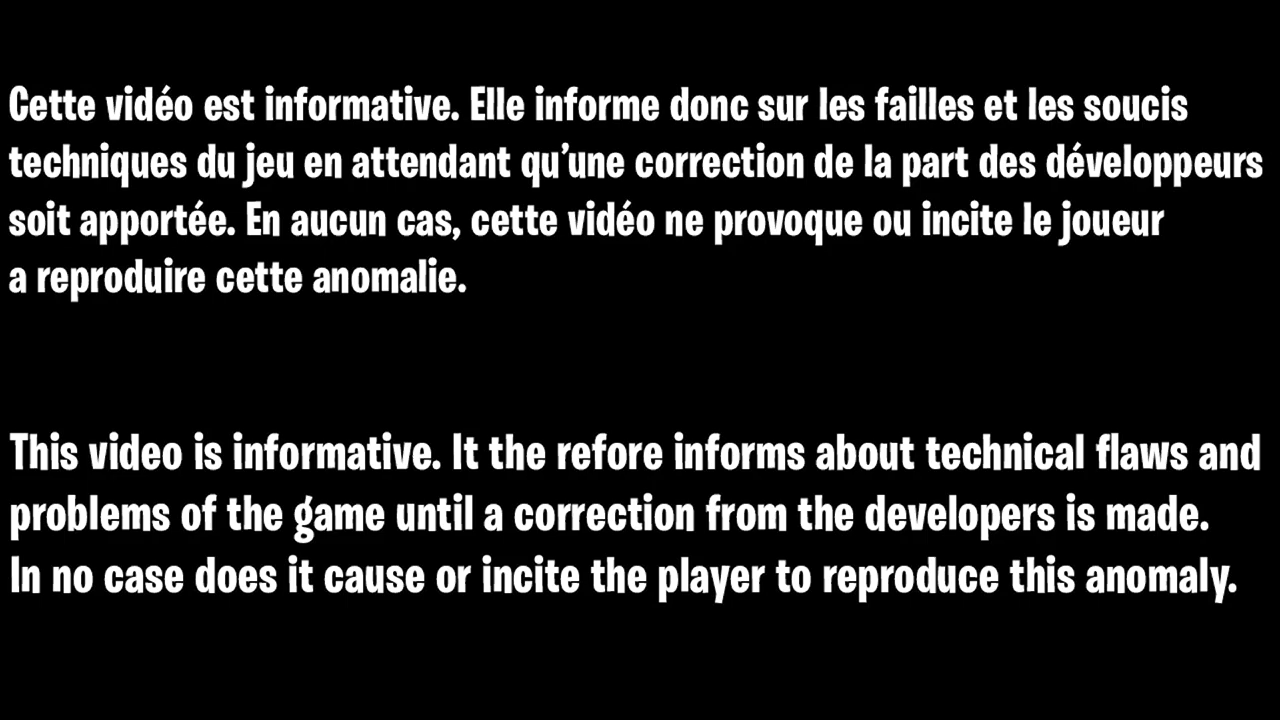 Cette vidéo est informative. Elle informe donc sur les failles et les soucis
techniques du jeu en attendant qu’une correction de la part des développeurs
soit apportée. En aucun cas, cette vidéo ne provoque ou incite le joueur
a reproduire cette anomalie.
This video is informative. It the refore informs about technical flaws and
problems of the game until a correction from the developers is made.
In no case does it cause or incite the player to reproduce this anomaly.